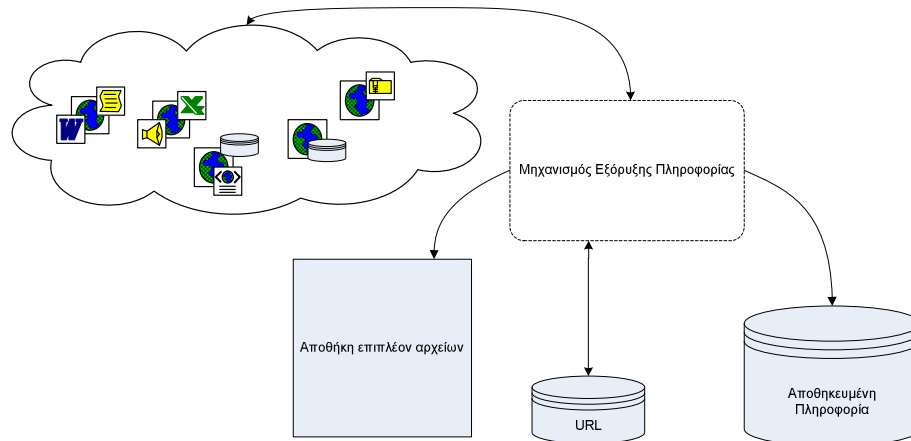 Μηχανισμός Εξόρυξης Πληροφορίας
Αποθήκη επιπλέον αρχείων
URL
Αποθηκευμένη
Πληροφορία
W
X